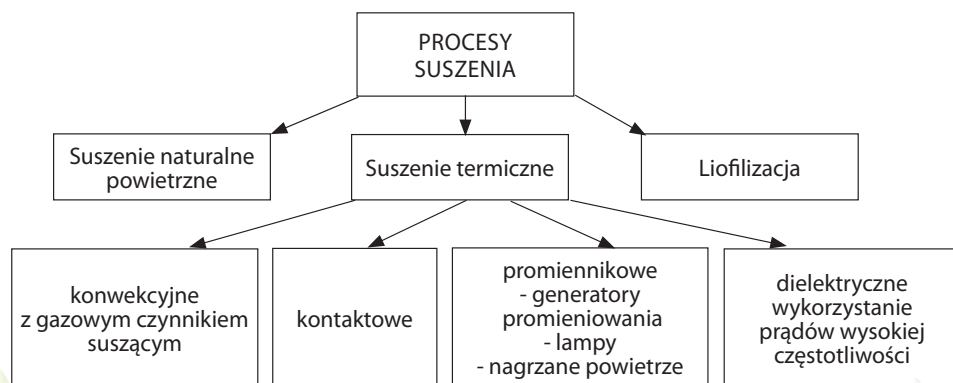 PROCESY
SUSZENIA
Suszenie naturalne
powietrzne
Suszenie termiczne
Liofilizacja
konwekcyjne
z gazowym czynnikiem
suszącym
kontaktowe
promiennikowe
- generatory
promieniowania
- lampy
- nagrzane powietrze
dielektryczne
wykorzystanie
prądów wysokiej
częstotliwości